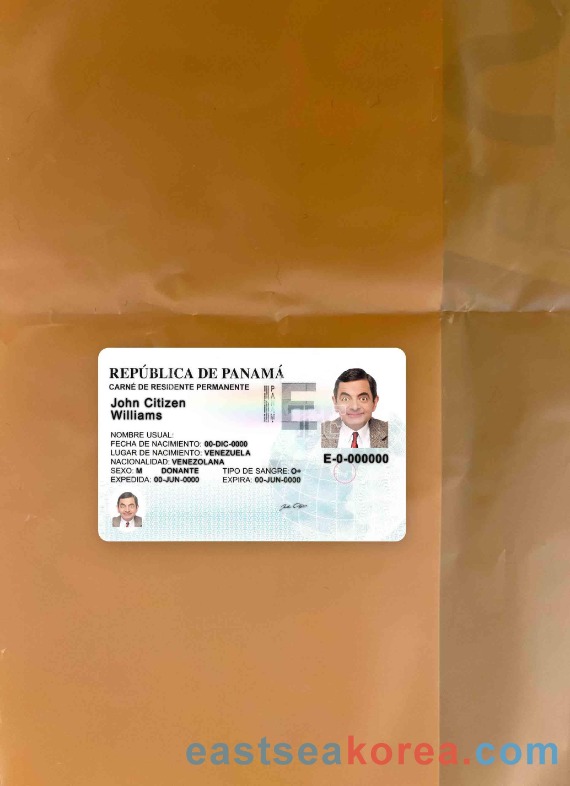 REPÚBLICA DE PANAMÁ
CARNÉ DE RESIDENTE PERMANENTE
John Citizen
Williams
NOMBRE USUAL:
FECHA DE NACIMIENTO: 00-DIC-0000
LUGAR DE NACIMIENTO: VENEZUELA
NACIONALIDAD: VENEZOLANA
SEXO: M DONANTE TIPO DE SANGRE: O+
EXPEDIDA: 00-JUN-0000 EXPIRA: 00-JUN-0000
E
E-0-000000
eastseakorea.com